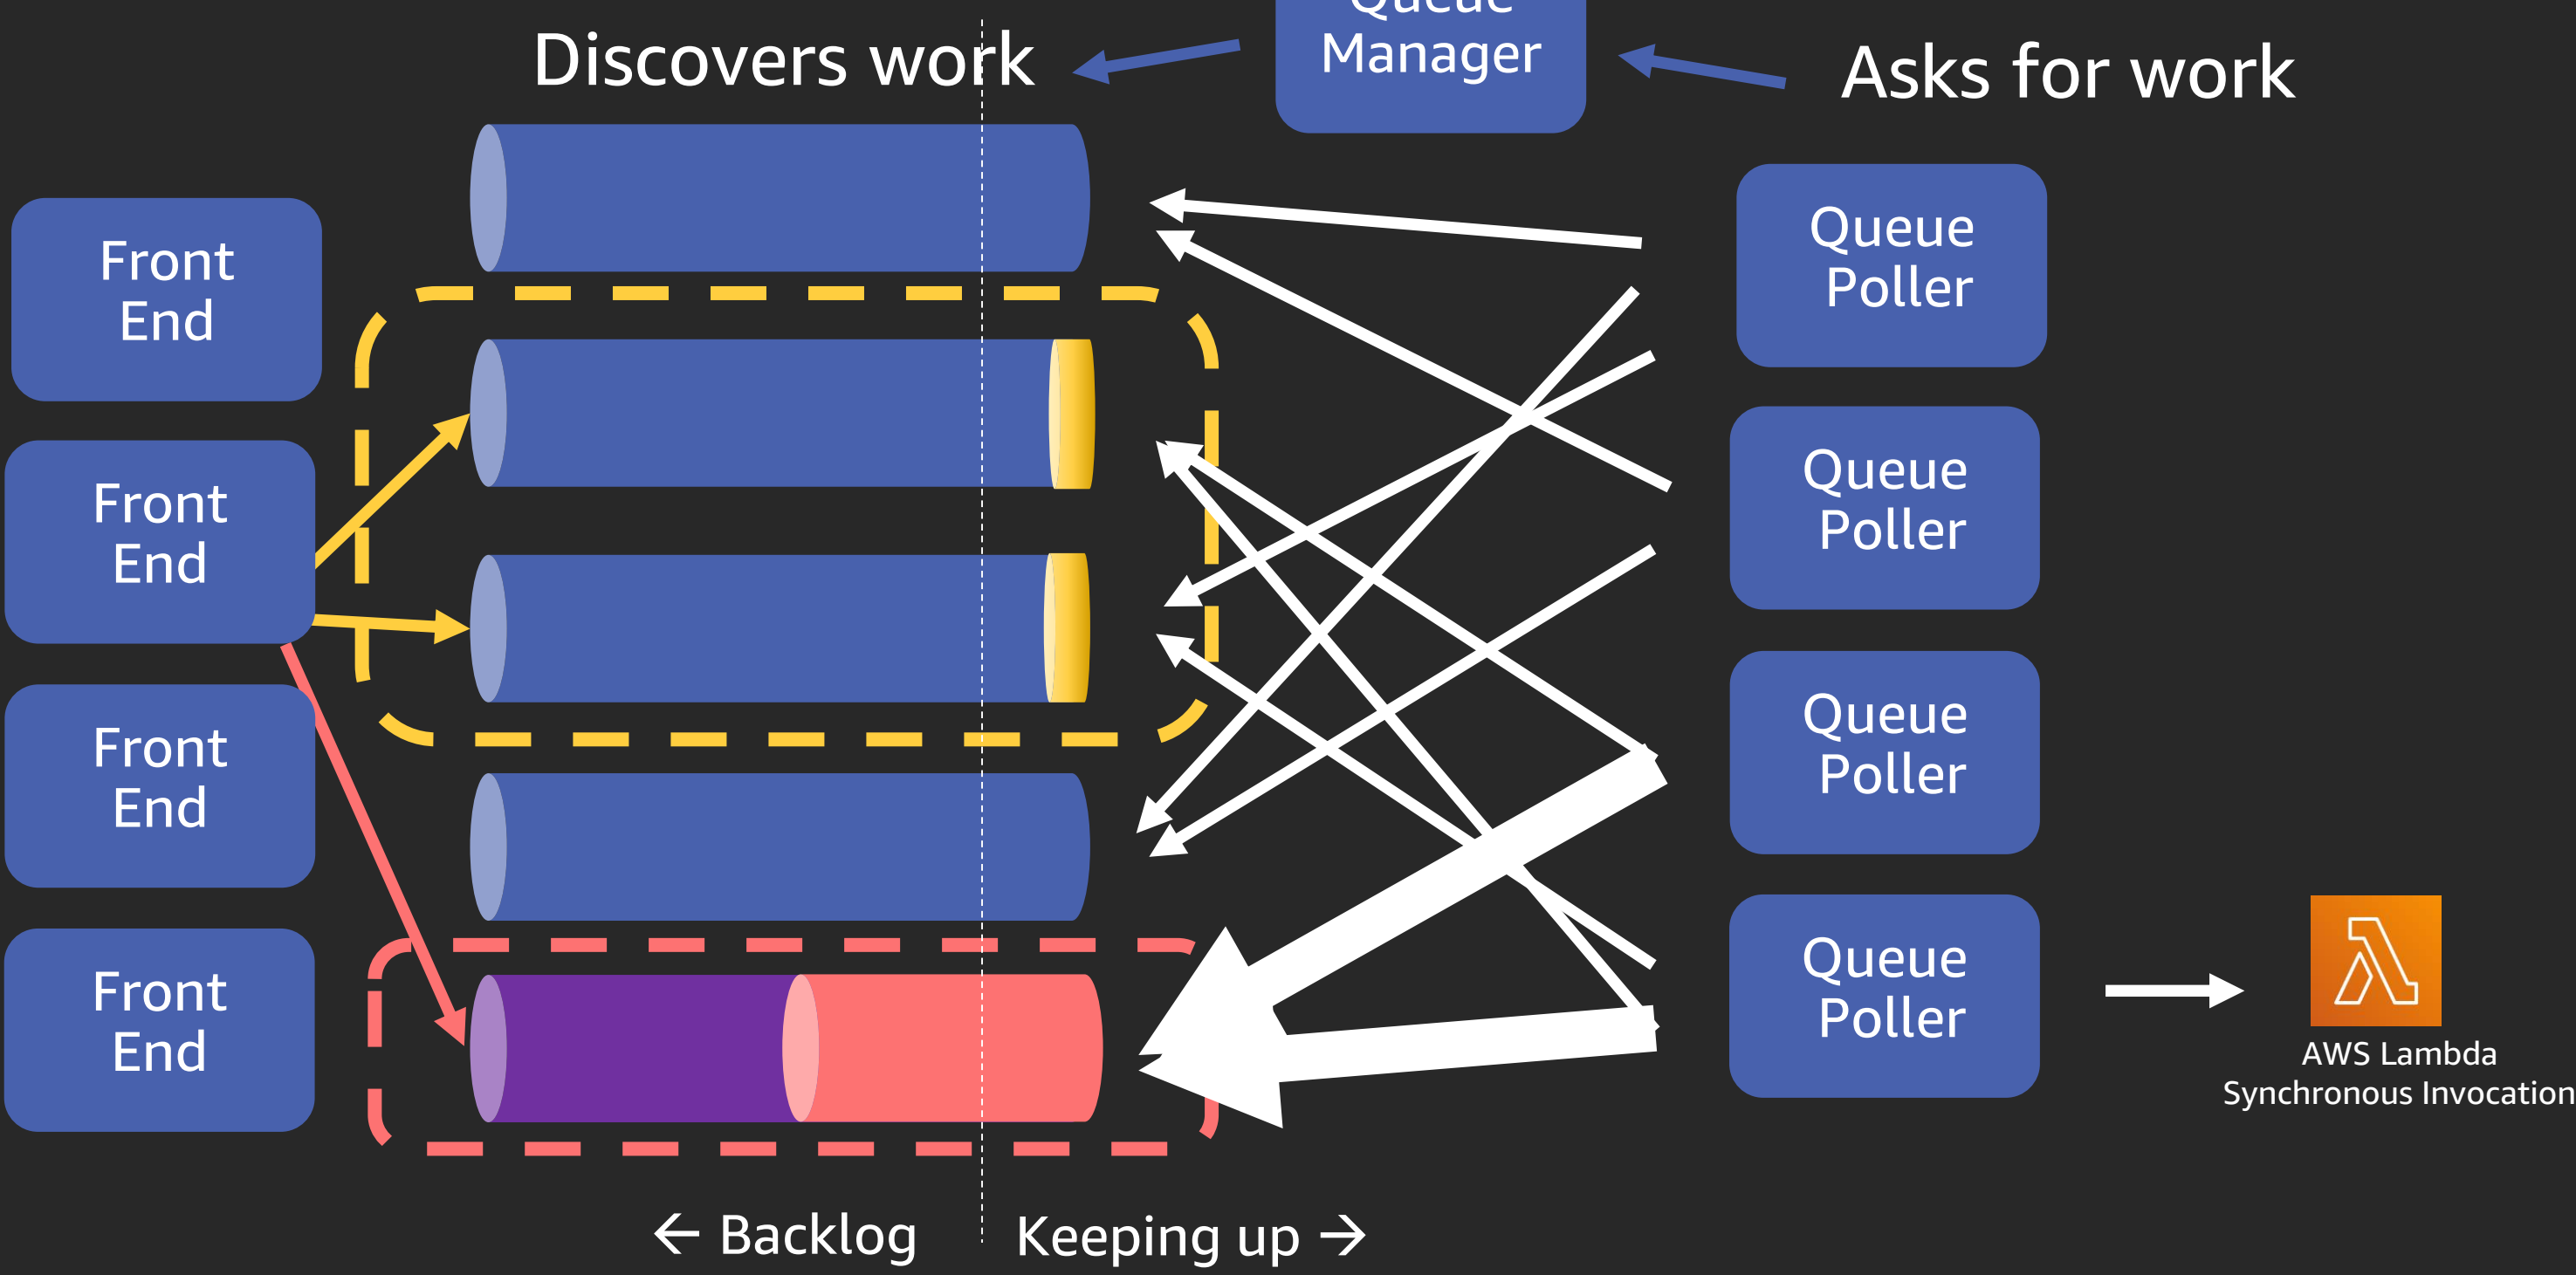 Queue
Manager
Discovers work
Asks for work
Front
End
Front
End
Front
End
Front
End
Queue
Poller
Queue
Poller
Queue
Poller
Queue
Poller
AWS Lambda
Synchronous Invocation
← Backlog
Keeping up →